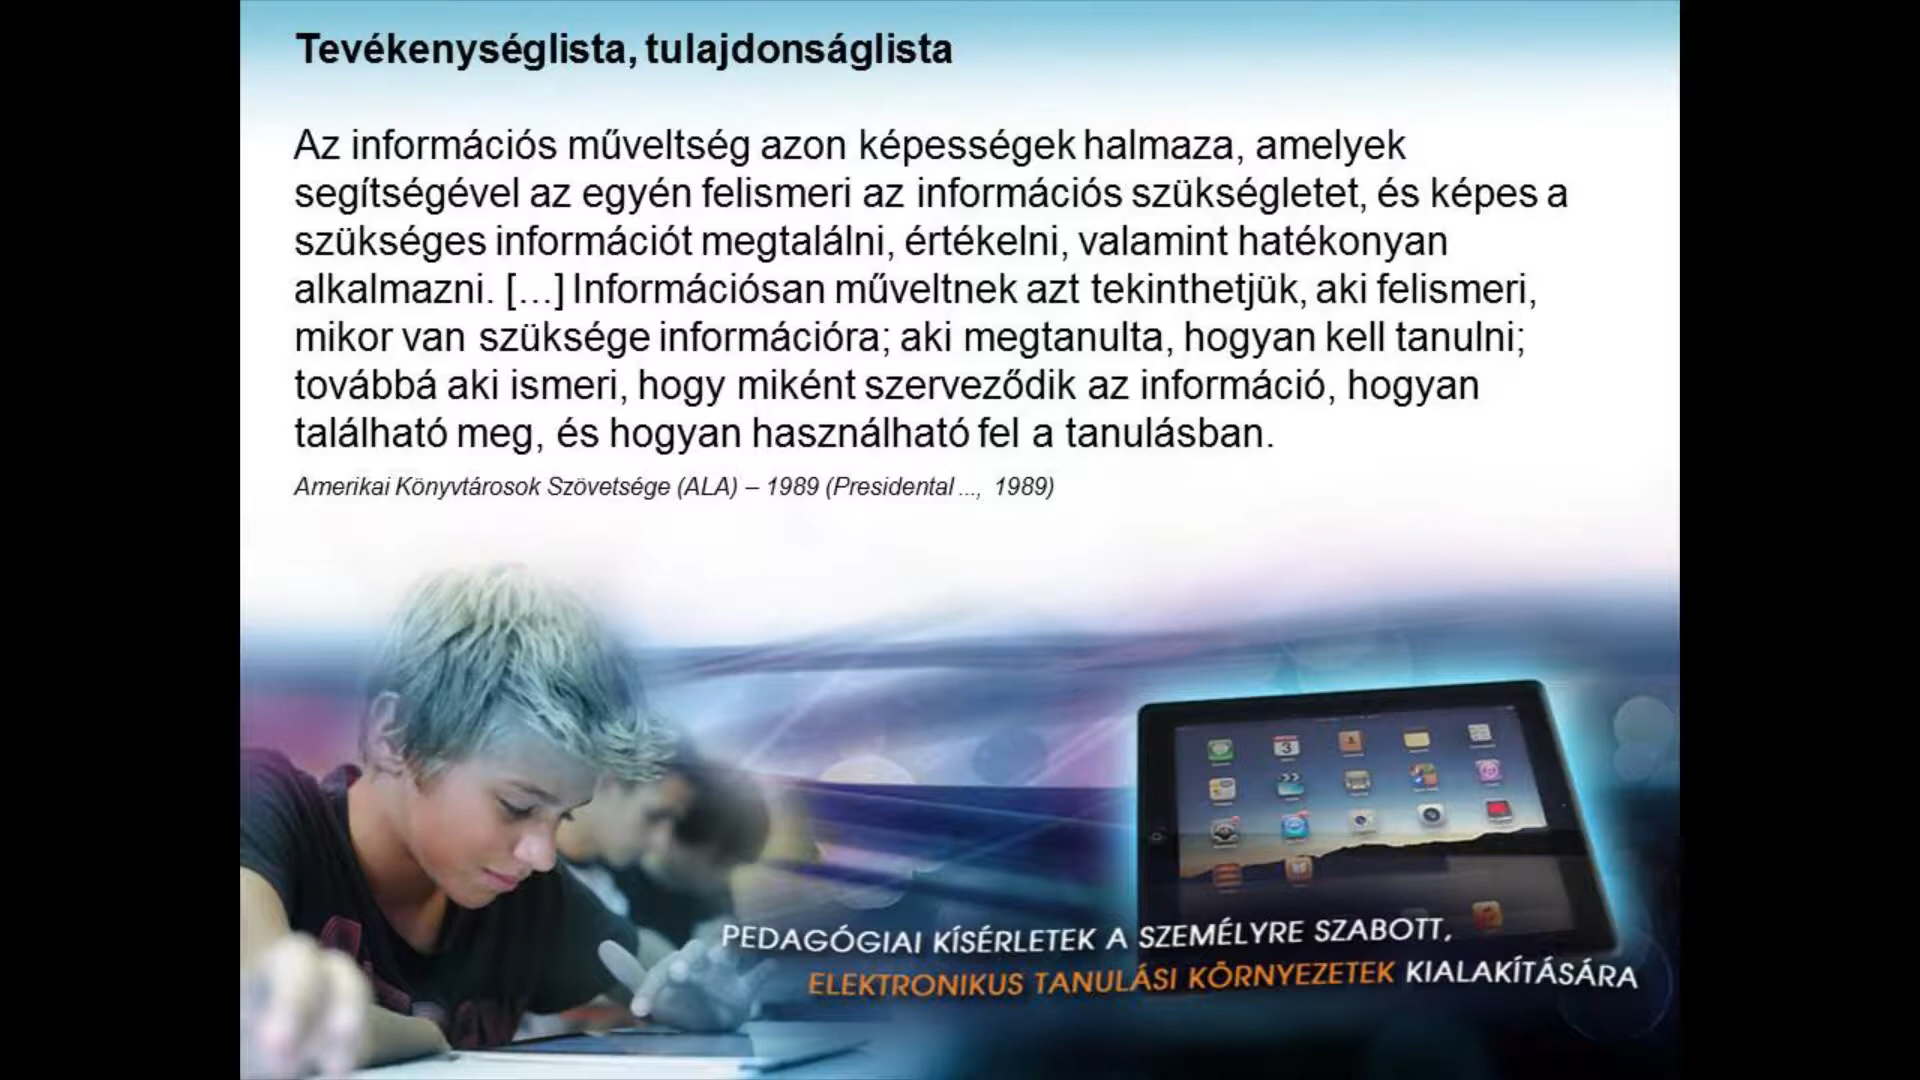 Tevékenységlista, tulajdonságlista
Az információs műveltség azon képességek halmaza, amelyek
segítségével az egyén felismeri az információs szükségletet, és képes a
szükséges információt megtalálni, értékelni, valamint hatékonyan
alkalmazni. [...] Információsan műveltnek azt tekinthetjük, aki felismeri,
mikor van szüksége információra; aki megtanulta, hogyan kell tanulni;
továbbá aki ismeri, hogy miként szerveződik az információ, hogyan
található meg, és hogyan használható fel a tanulásban.
Amerikai Könyvtárosok Szövetsége (ALA) – 1989 (Presidental ..., 1989)
PEDAGÓGIAI KÍSÉRLETEK A SZEMÉLYRE SZABOTT,
ELEKTRONIKUS TANULÁSI KÖRNYEZETEK KIALAKÍTÁSÁRA